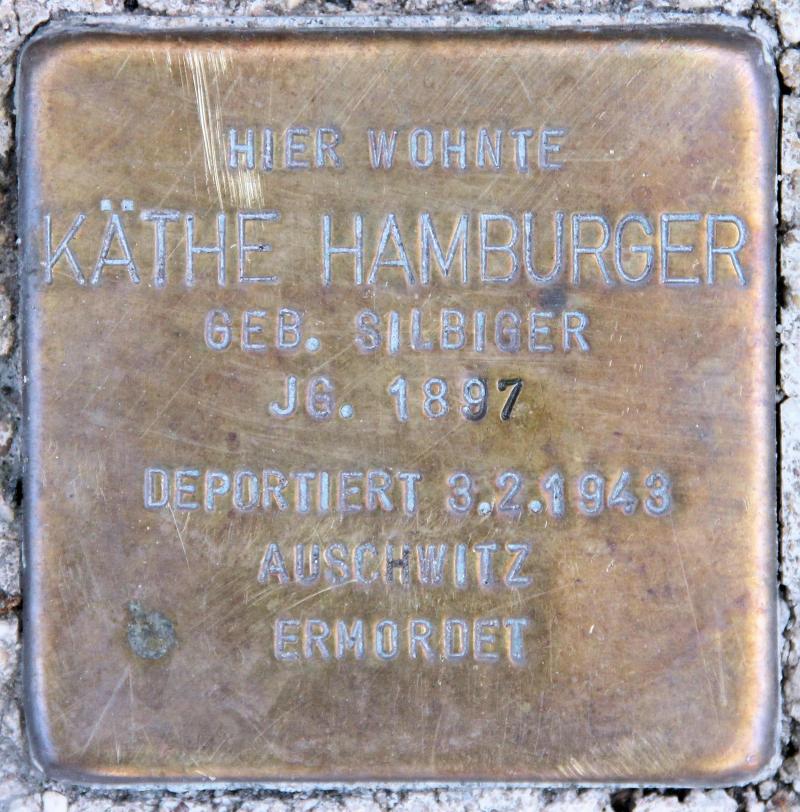 HIER WOHNTE
KÄTHE HAMBURGER
GEB. SILBIGER
JG. 1897
DEPORTIERT 3.2.1943
AUSCHWITZ
ERMORDET